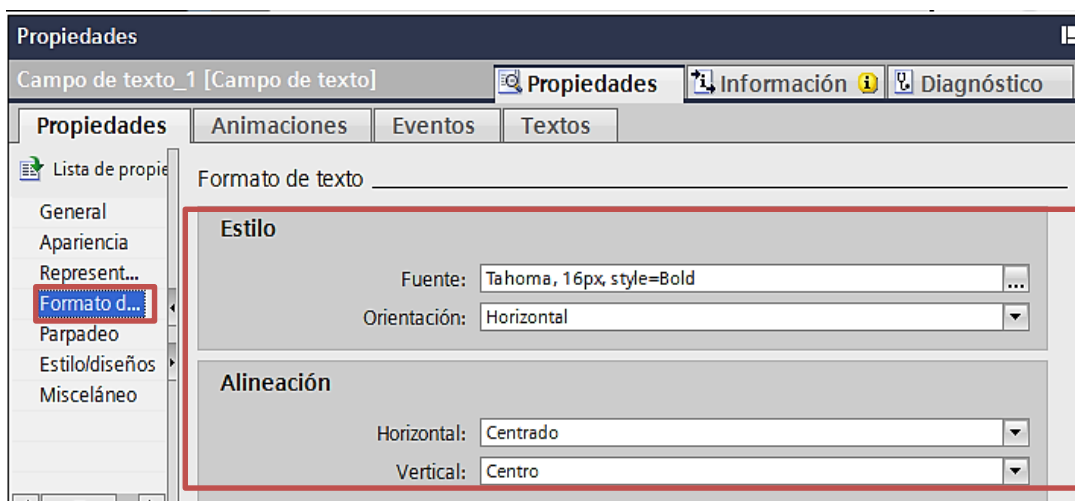 Propiedades
Campo de texto_1 [Campo de texto]
Propiedades
Información
Diagnóstico
Propiedades
Animaciones
Eventos
Textos
Lista de propie
Formato de texto
General
Apariencia
Represent...
Formato d...
Parpadeo
Estilo/diseños
Misceláneo
Estilo
Fuente: Tahoma, 16px, style=Bold
...
Orientación: Horizontal
Alineación
Horizontal: Centrado
Vertical: Centro